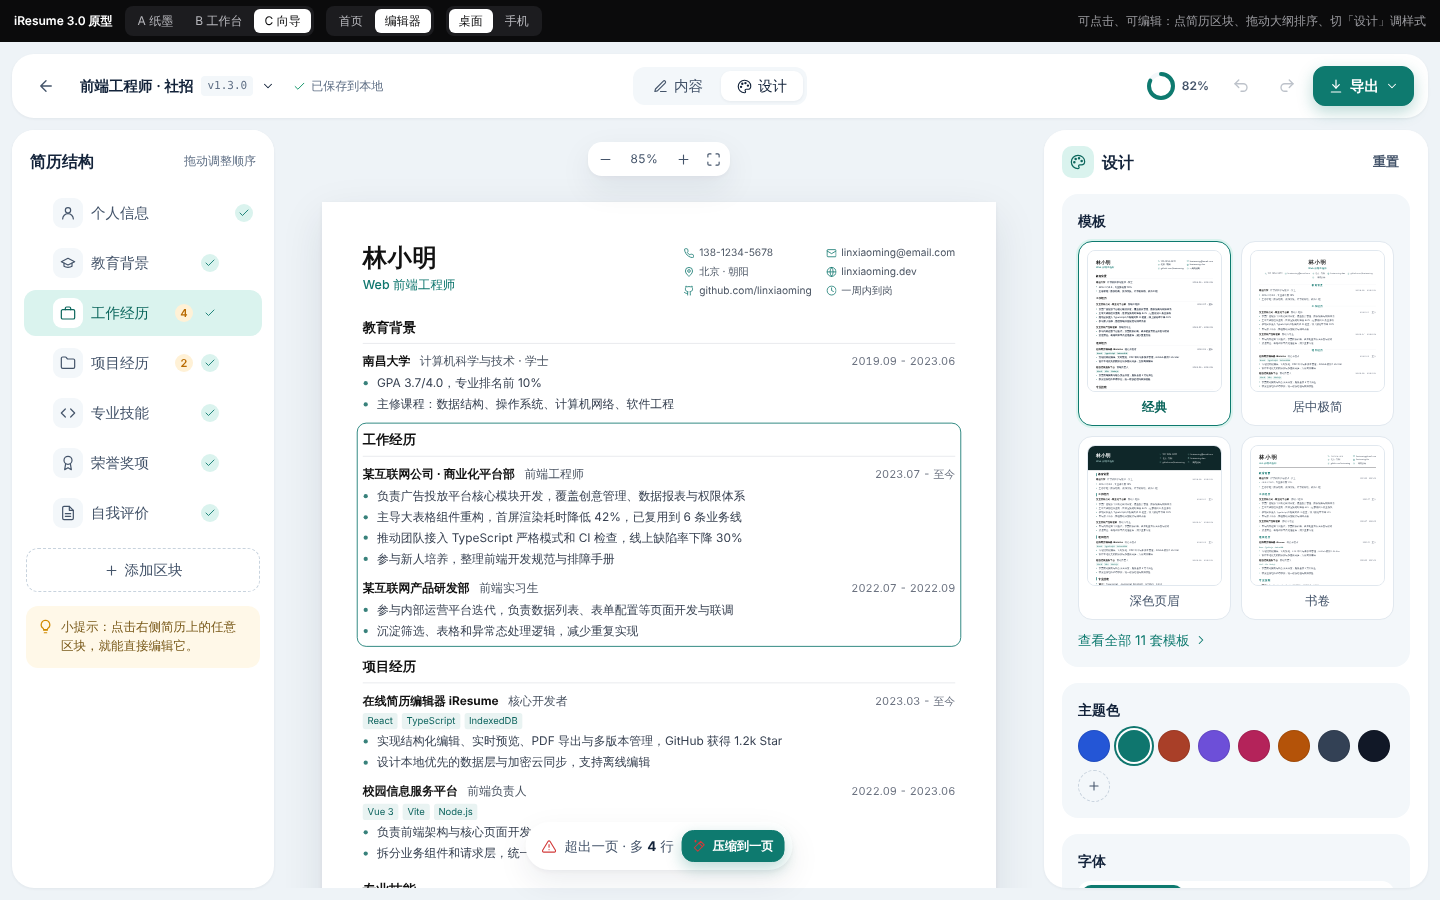 iResume 3.0 原型
A 纸墨
B 工作台
C 向导
首页
编辑器
桌面
手机
可点击、可编辑：点简历区块、拖动大纲排序、切「设计」调样式
前端工程师 · 社招
v1.3.0
已保存到本地
内容
设计
82%
导出
简历结构
拖动调整顺序
个人信息
教育背景
工作经历
4
项目经历
2
专业技能
荣誉奖项
自我评价
添加区块
小提示：点击右侧简历上的任意
区块，就能直接编辑它。
85%
林小明
Web 前端工程师
138-1234-5678
linxiaoming@email.com
北京 · 朝阳
linxiaoming.dev
github.com/linxiaoming
一周内到岗
教育背景
南昌大学 计算机科学与技术 · 学士
2019.09 - 2023.06
GPA 3.7/4.0，专业排名前 10%
主修课程：数据结构、操作系统、计算机网络、软件工程
工作经历
某互联网公司 · 商业化平台部 前端工程师
2023.07 - 至今
负责广告投放平台核心模块开发，覆盖创意管理、数据报表与权限体系
主导大表格组件重构，首屏渲染耗时降低 42%，已复用到 6 条业务线
推动团队接入 TypeScript 严格模式和 CI 检查，线上缺陷率下降 30%
参与新人培养，整理前端开发规范与排障手册
某互联网产品研发部 前端实习生
2022.07 - 2022.09
参与内部运营平台迭代，负责数据列表、表单配置等页面开发与联调
沉淀筛选、表格和异常态处理逻辑，减少重复实现
项目经历
在线简历编辑器 iResume 核心开发者
2023.03 - 至今
React
TypeScript
IndexedDB
实现结构化编辑、实时预览、PDF 导出与多版本管理，GitHub 获得 1.2k Star
设计本地优先的数据层与加密云同步，支持离线编辑
校园信息服务平台 前端负责人
2022.09 - 2023.06
Vue 3
Vite
Node.js
负责前端架构与核心页面开发
拆分业务组件和请求层，统一
超出一页 · 多 4 行
压缩到一页
专业技能
设计
重置
模板
林小明
林小明
经典
居中极简
林小明
林小明
深色页眉
书卷
查看全部 11 套模板
主题色
字体